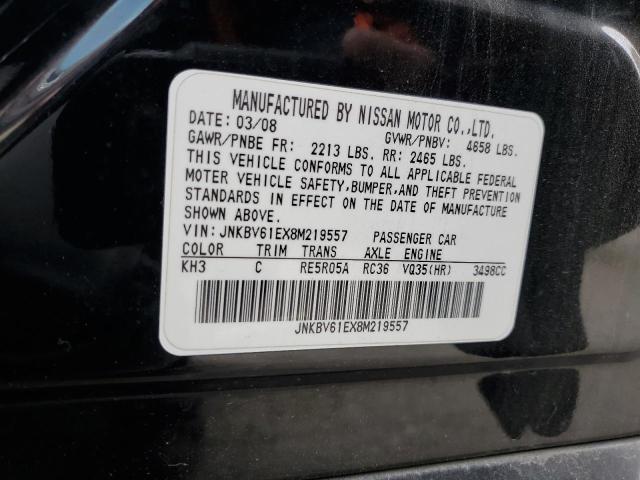 MANUFACTURED BY NISSAN MOTOR CO.,LTD.
DATE: 03/08 GVWR/PNBV: 4658 LBS.
GAWR/PNBE FR: 2213 LBS. RR: 2465 LBS.
THIS VEHICLE CONFORMS TO ALL APPLICABLE FEDERAL
MOTOR VEHICLE SAFETY,BUMPER,AND THEFT PREVENTION
STANDARDS IN EFFECT ON THE DATE OF MANUFACTURE
SHOWN ABOVE.
VIN: JNKBV61EX8M219557 PASSENGER CAR
COLOR TRIM TRANS AXLE ENGINE
KH3 C RE5R05A RC36 VQ35(HR) 3498CC
JNKBV61EX8M219557